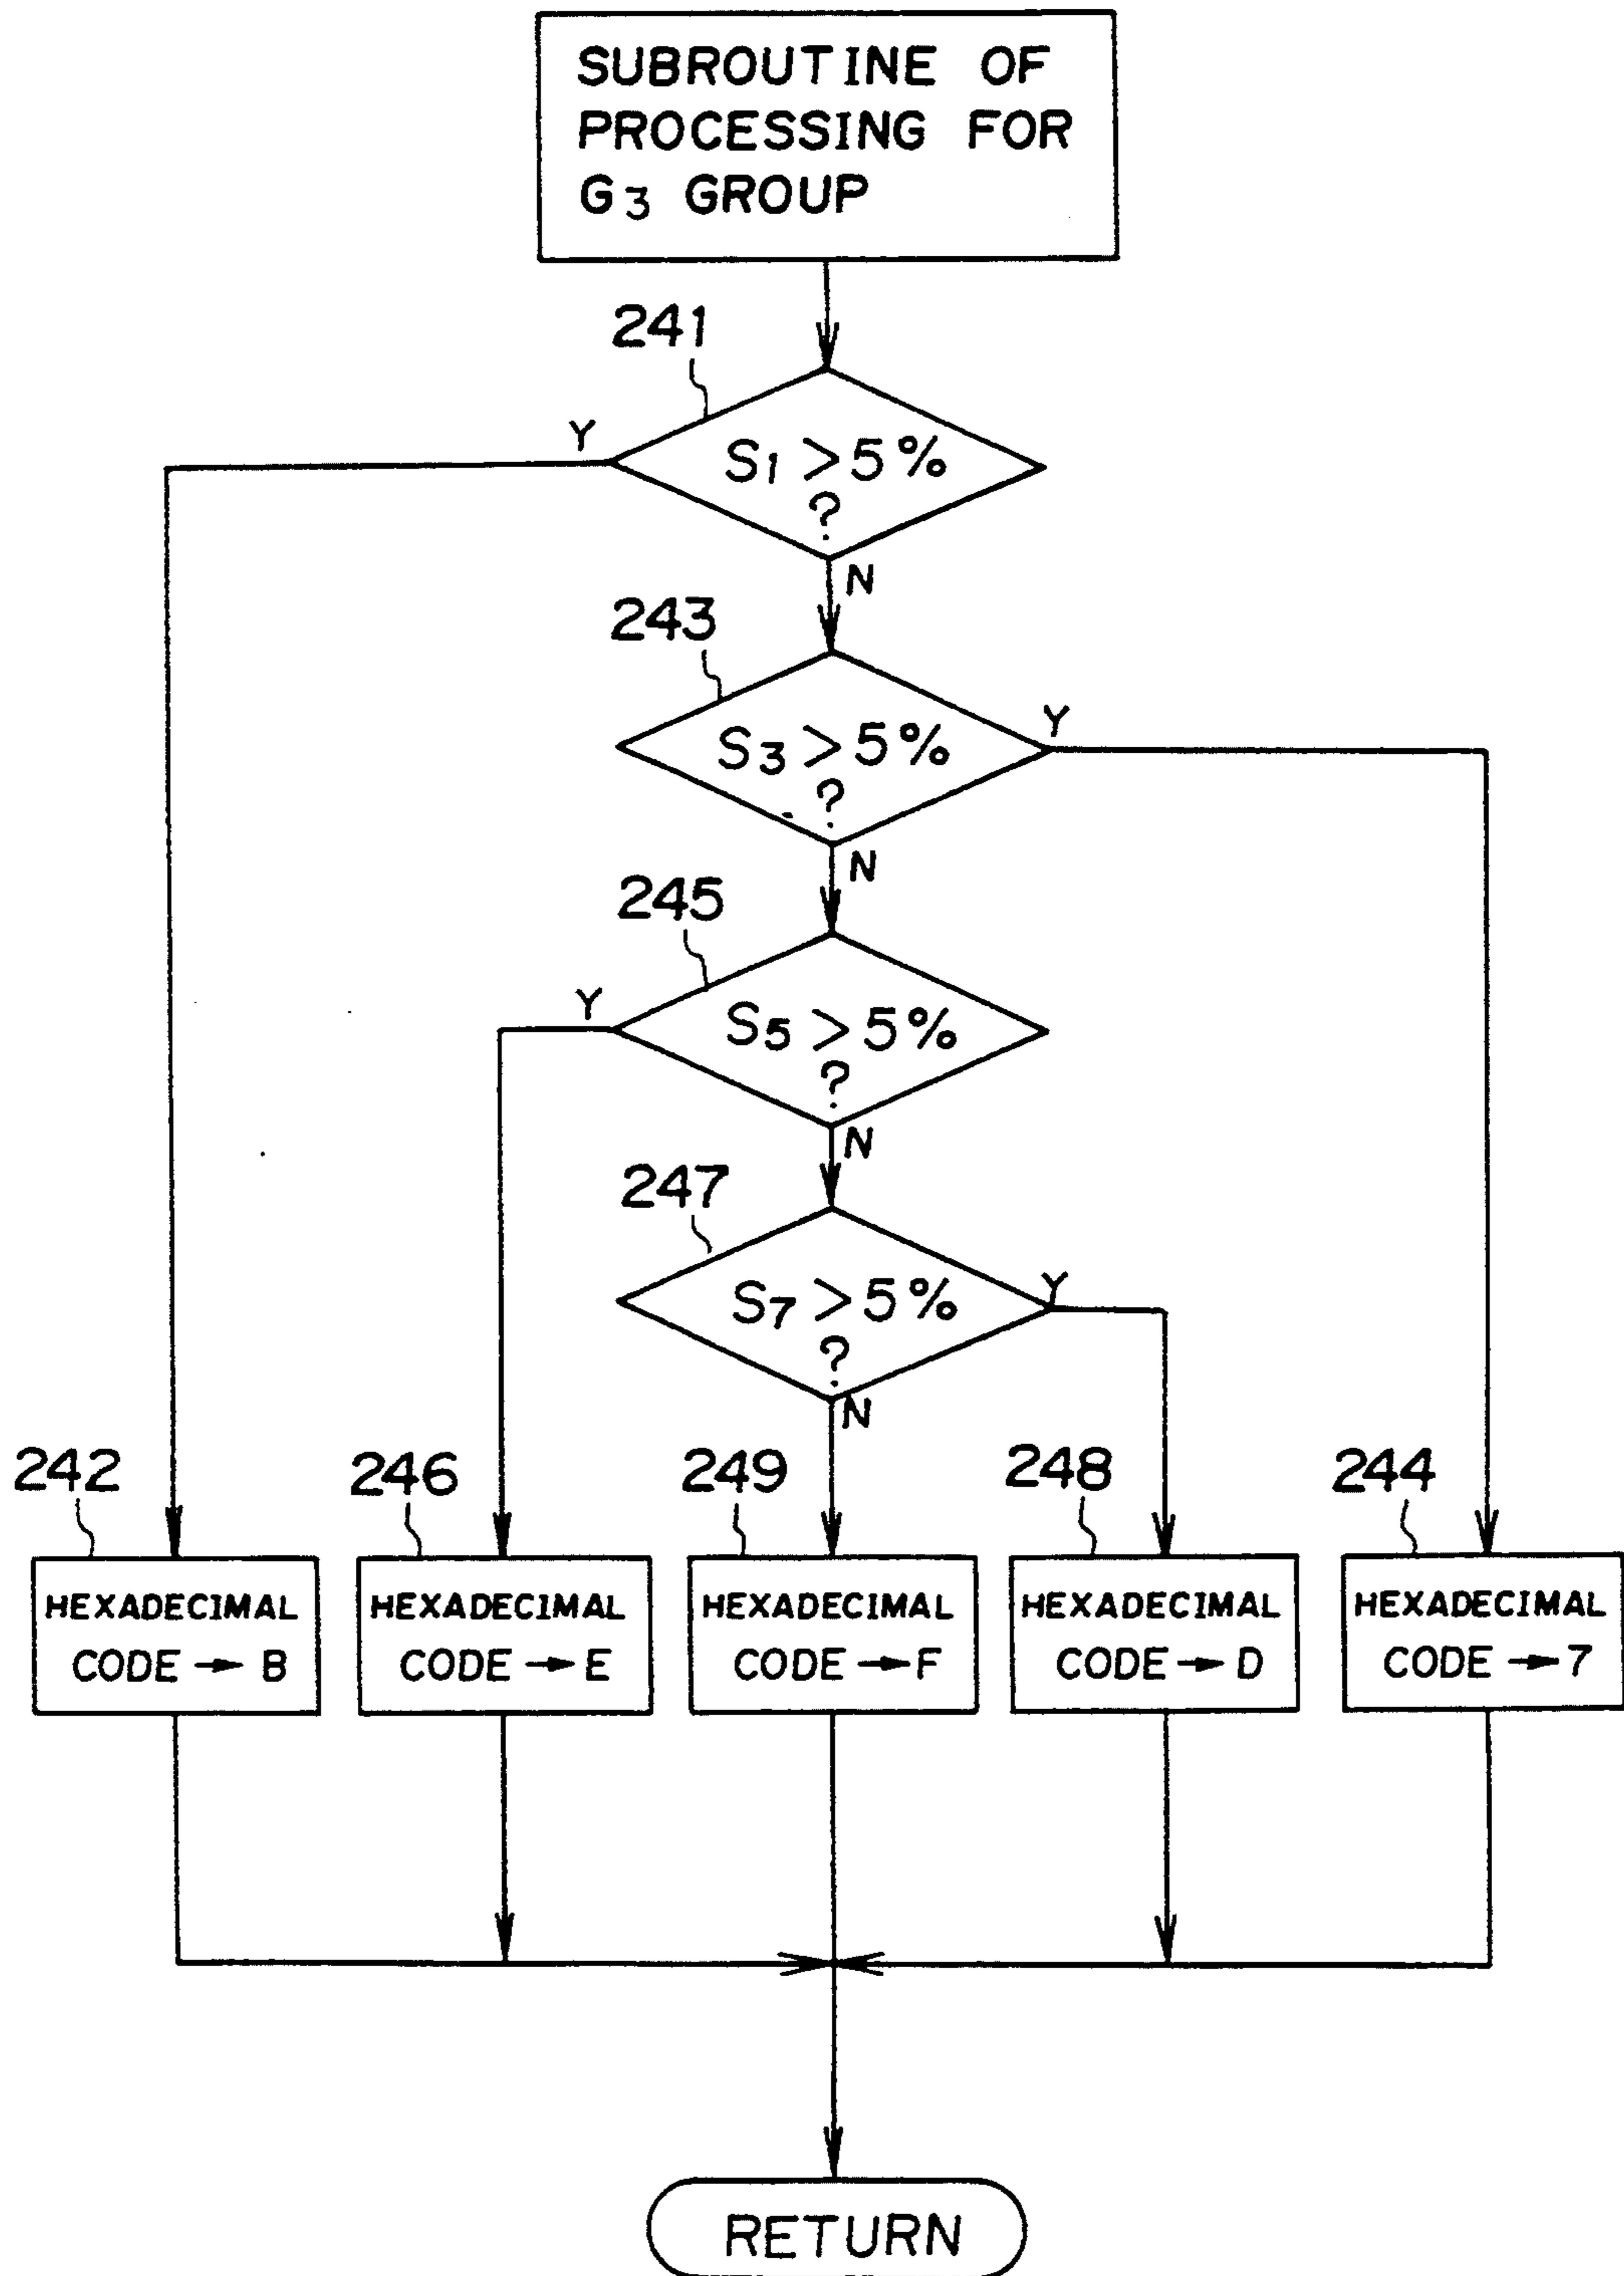 SUBROUTINE OF
PROCESSING FOR
G3 GROUP
241
Y
S1 > 5%
?
N
243
Y
S3 > 5%
?
N
245
Y
S5 > 5%
?
N
247
Y
S7 > 5%
?
N
242
246
249
248
244
HEXADECIMAL
CODE → B
HEXADECIMAL
CODE → E
HEXADECIMAL
CODE → F
HEXADECIMAL
CODE → D
HEXADECIMAL
CODE → 7
RETURN